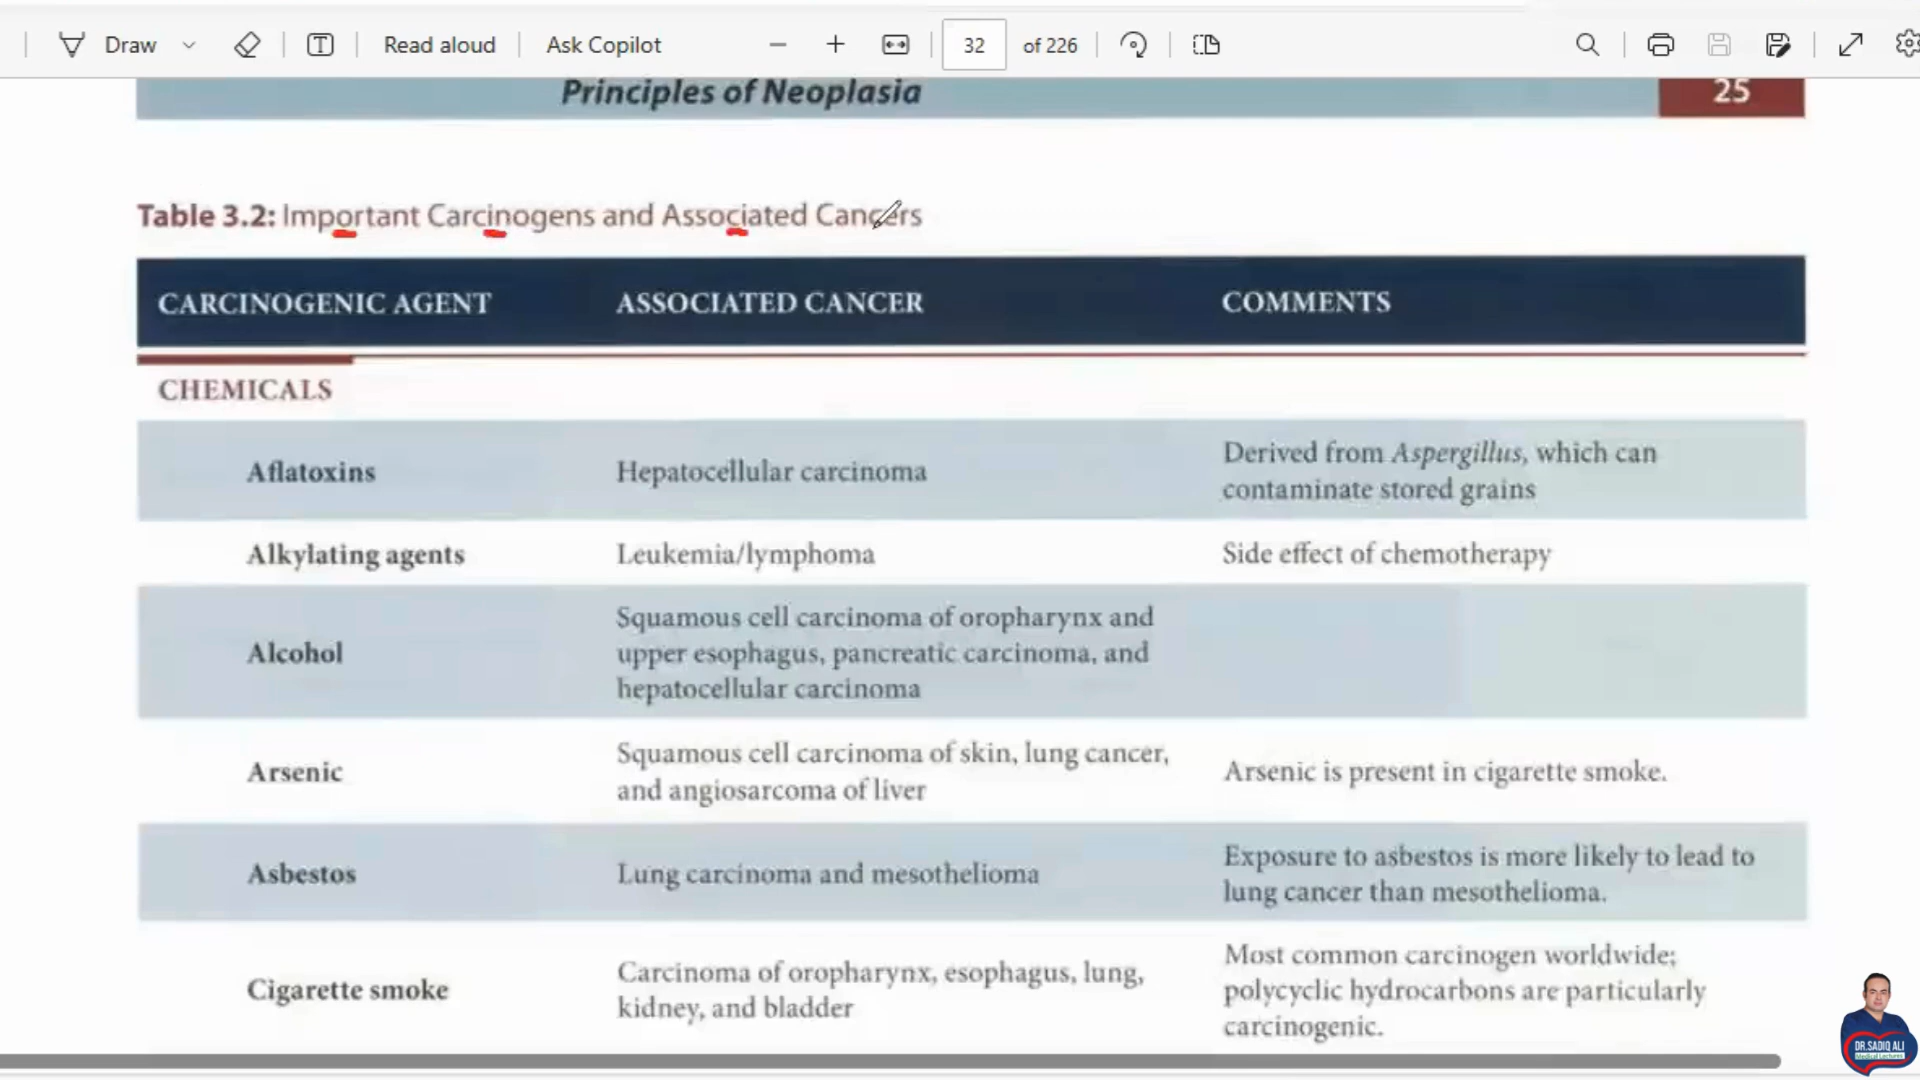 Draw
Read aloud
Ask Copilot
32
of 226
Principles of Neoplasia
25
Table 3.2: Important Carcinogens and Associated Cancers
CARCINOGENIC AGENT
ASSOCIATED CANCER
COMMENTS
CHEMICALS
Aflatoxins
Hepatocellular carcinoma
Derived from Aspergillus, which can
contaminate stored grains
Alkylating agents
Leukemia/lymphoma
Side effect of chemotherapy
Alcohol
Squamous cell carcinoma of oropharynx and
upper esophagus, pancreatic carcinoma, and
hepatocellular carcinoma
Arsenic
Squamous cell carcinoma of skin, lung cancer,
and angiosarcoma of liver
Arsenic is present in cigarette smoke.
Asbestos
Lung carcinoma and mesothelioma
Exposure to asbestos is more likely to lead to
lung cancer than mesothelioma.
Cigarette smoke
Carcinoma of oropharynx, esophagus, lung,
kidney, and bladder
Most common carcinogen worldwide;
polycyclic hydrocarbons are particularly
carcinogenic.
DR.SADIQ ALI
Medical Lectures